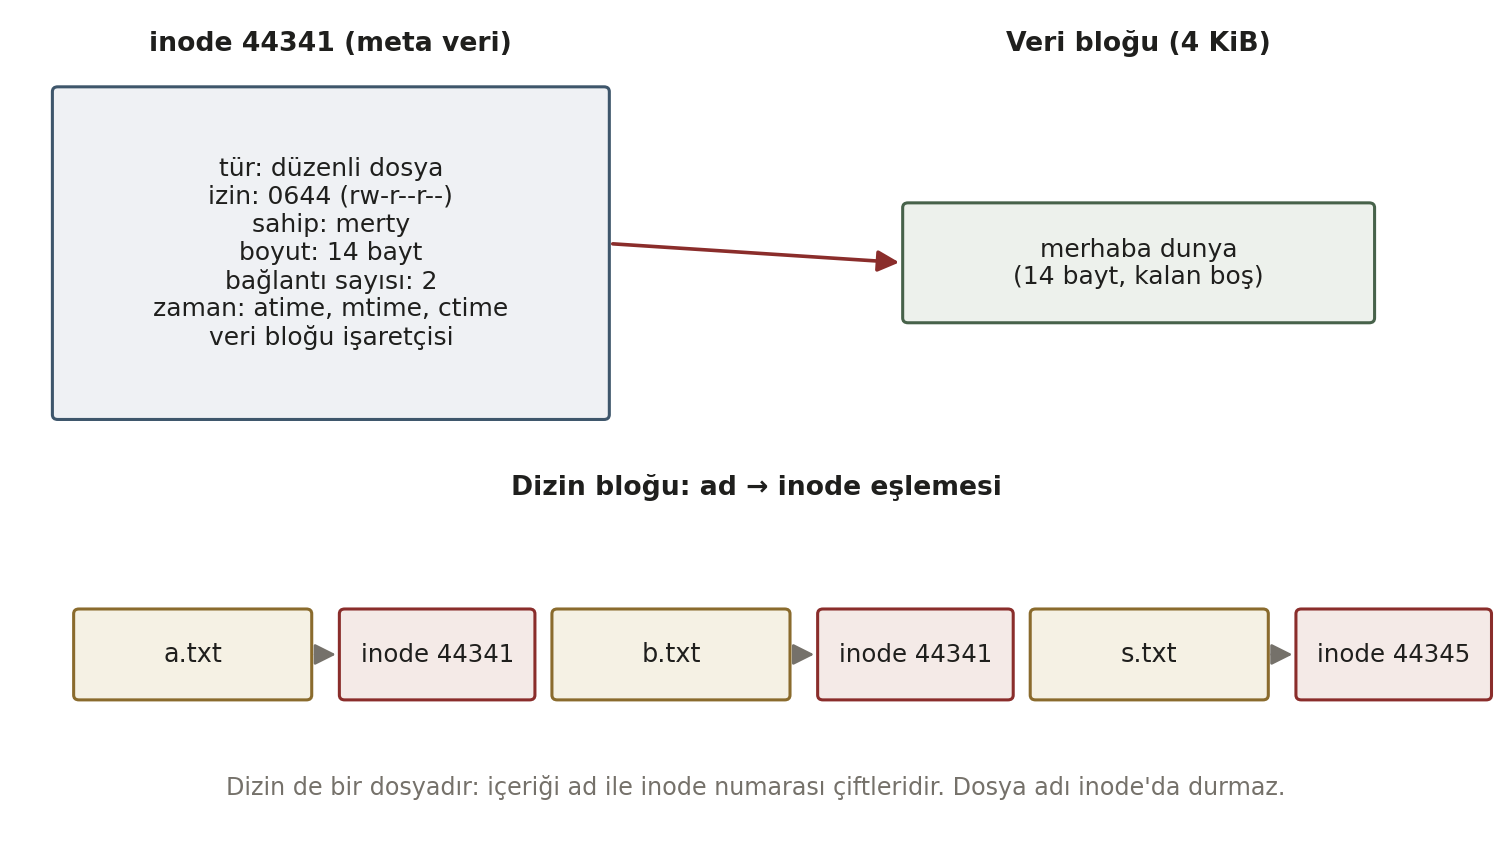 inode 44341 (meta veri)
Veri bloğu (4 KiB)
tür: düzenli dosya
izin: 0644 (rw-r--r--)
sahip: merty
boyut: 14 bayt
bağlantı sayısı: 2
zaman: atime, mtime, ctime
veri bloğu işaretçisi
merhaba dunya
(14 bayt, kalan boş)
Dizin bloğu: ad → inode eşlemesi
a.txt
inode 44341
b.txt
inode 44341
s.txt
inode 44345
Dizin de bir dosyadır: içeriği ad ile inode numarası çiftleridir. Dosya adı inode'da durmaz.